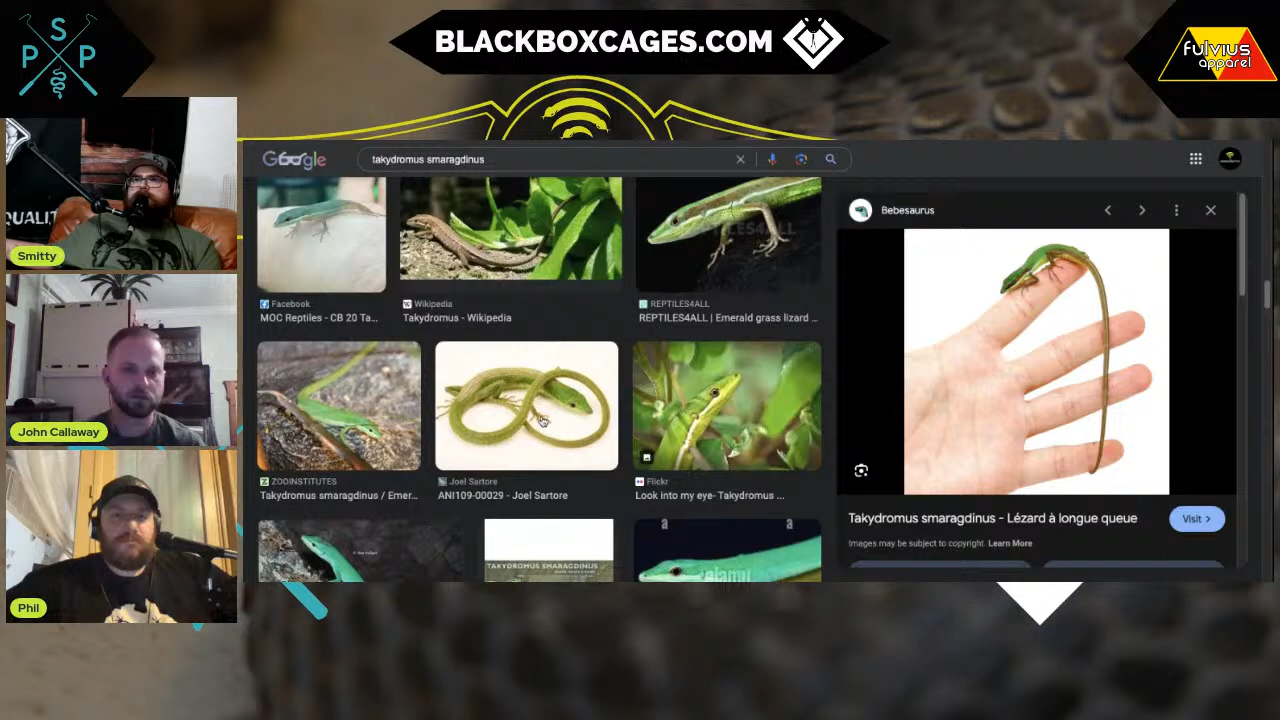 P S P
BLACKBOXCAGES.COM
fulvius
apparel
QUALIT
Smitty
John Callaway
Phil
Google
takydromus smaragdinus
Bebesaurus
Facebook
MOC Reptiles - CB 20 Ta...
Wikipedia
Takydromus - Wikipedia
REPTILES4ALL
REPTILES4ALL | Emerald grass lizard ...
ZOOINSTITUTES
Takydromus smaragdinus / Emer...
Joel Sartore
ANI109-00029 - Joel Sartore
Flickr
Look into my eye- Takydromus ...
TAKYDROMUS SMARAGDINUS
a a
alamy
Takydromus smaragdinus - Lézard à longue queue
Visit >
Images may be subject to copyright. Learn More